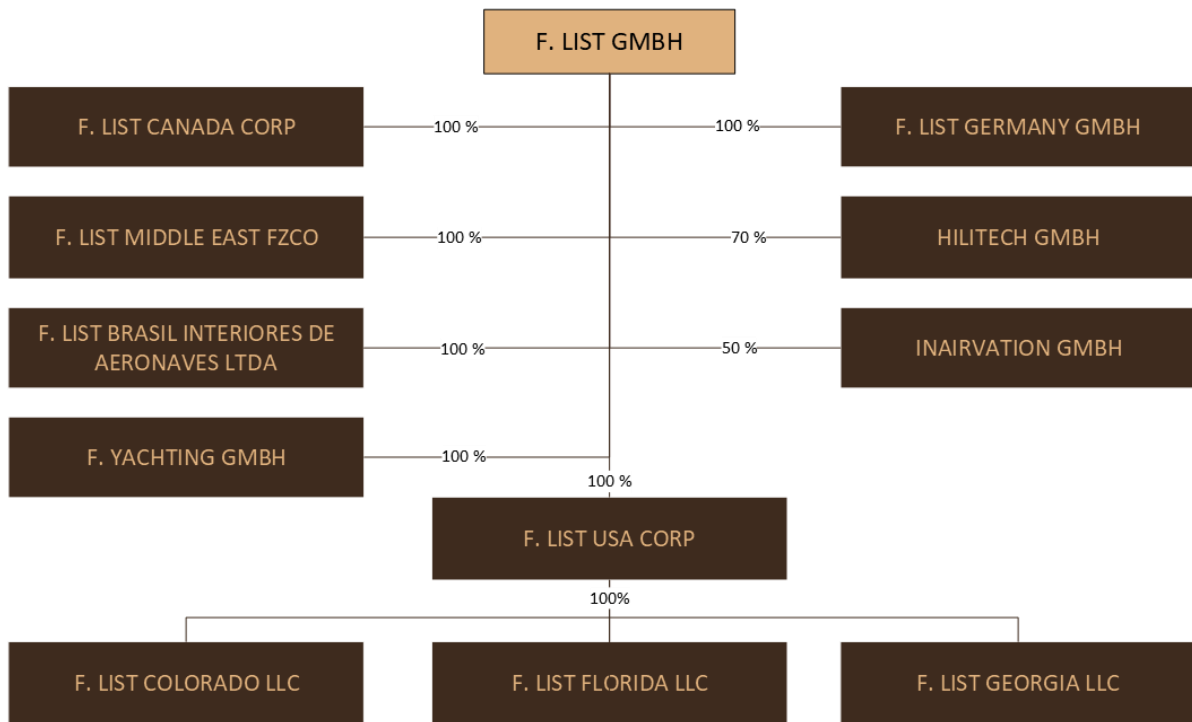 F. LIST GMBH
F. LIST CANADA CORP
100 %
100 %
F. LIST GERMANY GMBH
F. LIST MIDDLE EAST FZCO
100 %
70 %
HILITECH GMBH
F. LIST BRASIL INTERIORES DE
AERONAVES LTDA
100 %
50 %
INAIRVATION GMBH
F. YACHTING GMBH
100 %
100 %
F. LIST USA CORP
100%
F. LIST COLORADO LLC
F. LIST FLORIDA LLC
F. LIST GEORGIA LLC